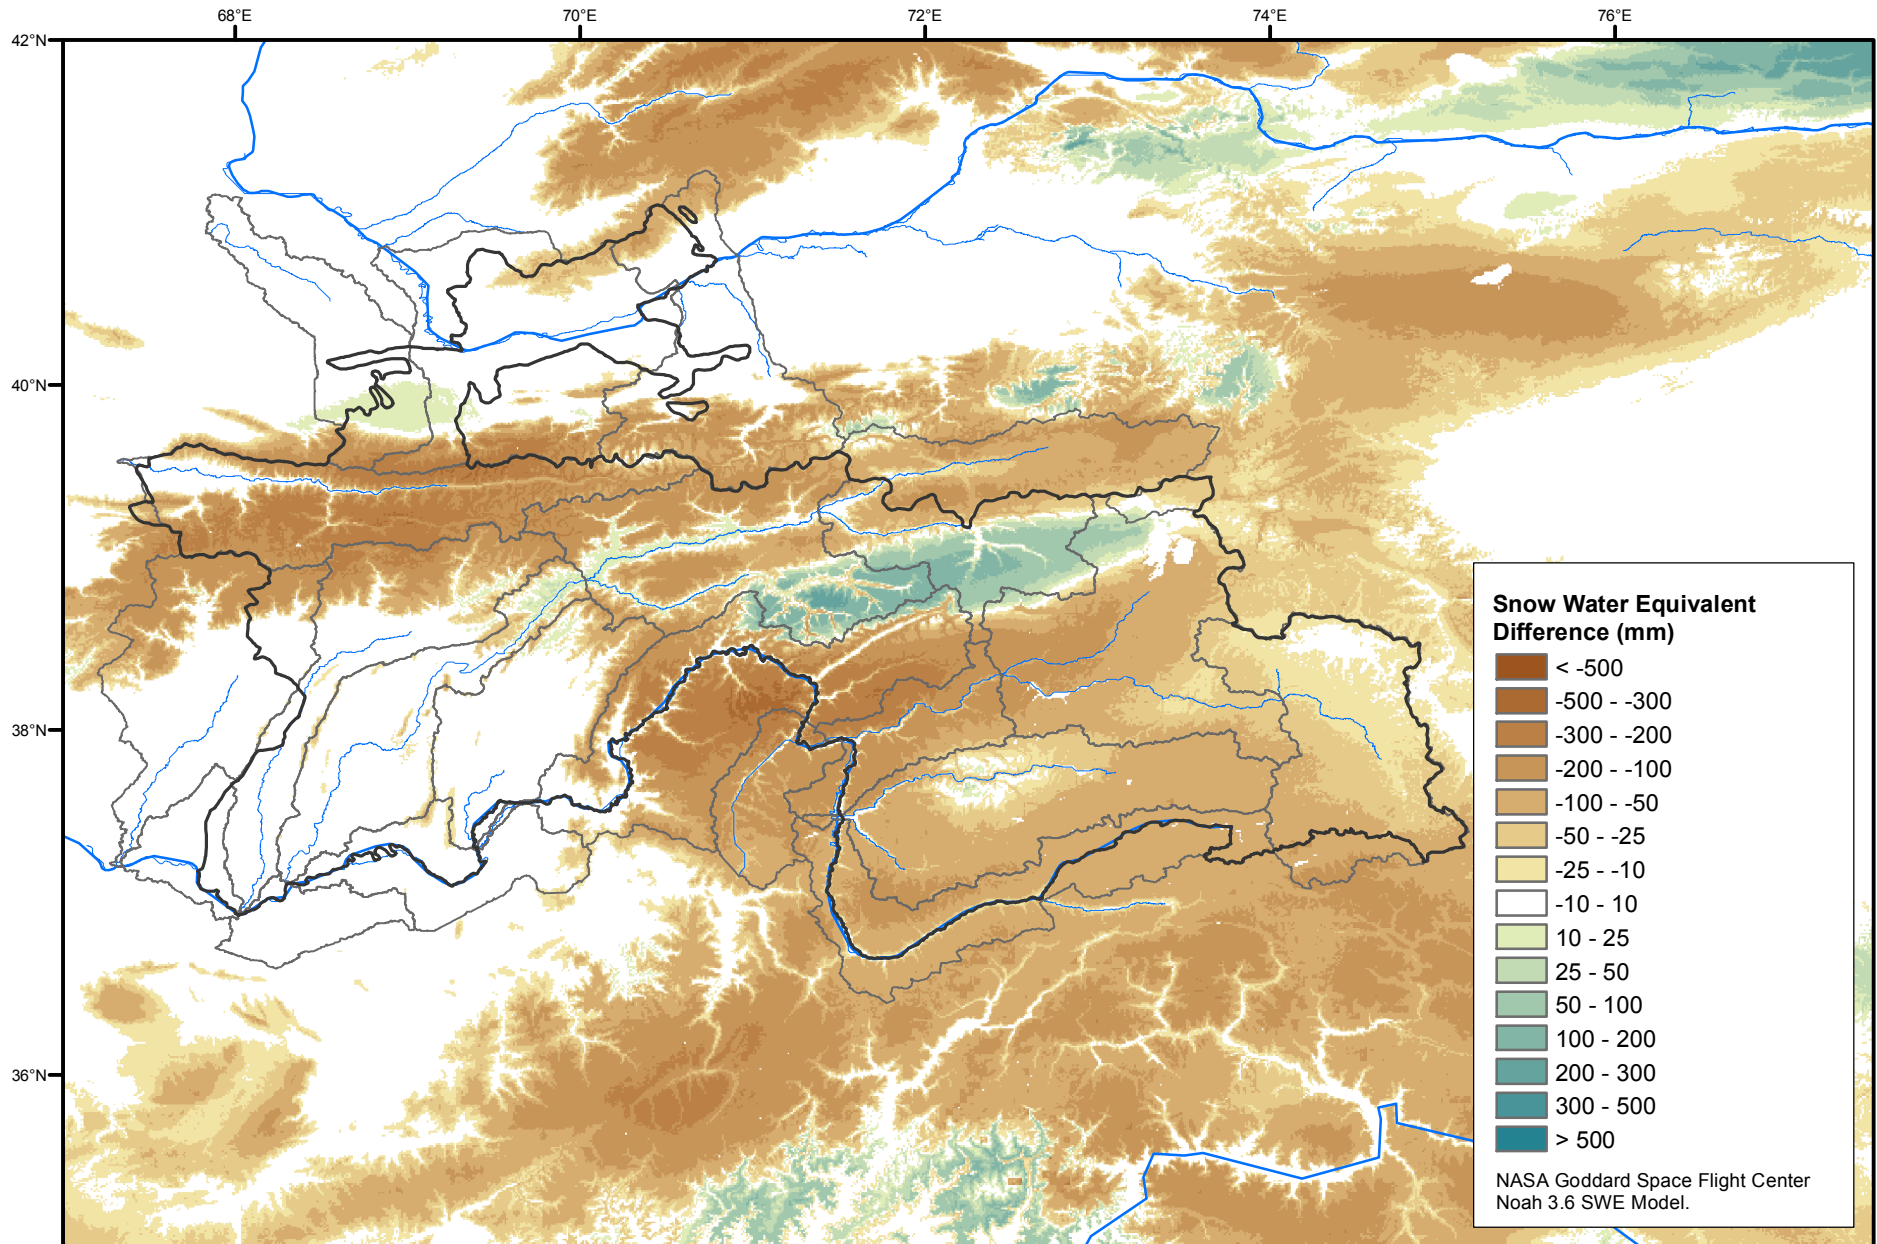 68°E 70°E 72°E 74°E 76°E
42°N
40°N
38°N
36°N
Snow Water Equivalent
Difference (mm)
< -500
-500 - -300
-300 - -200
-200 - -100
-100 - -50
-50 - -25
-25 - -10
-10 - 10
10 - 25
25 - 50
50 - 100
100 - 200
200 - 300
300 - 500
> 500
NASA Goddard Space Flight Center
Noah 3.6 SWE Model.